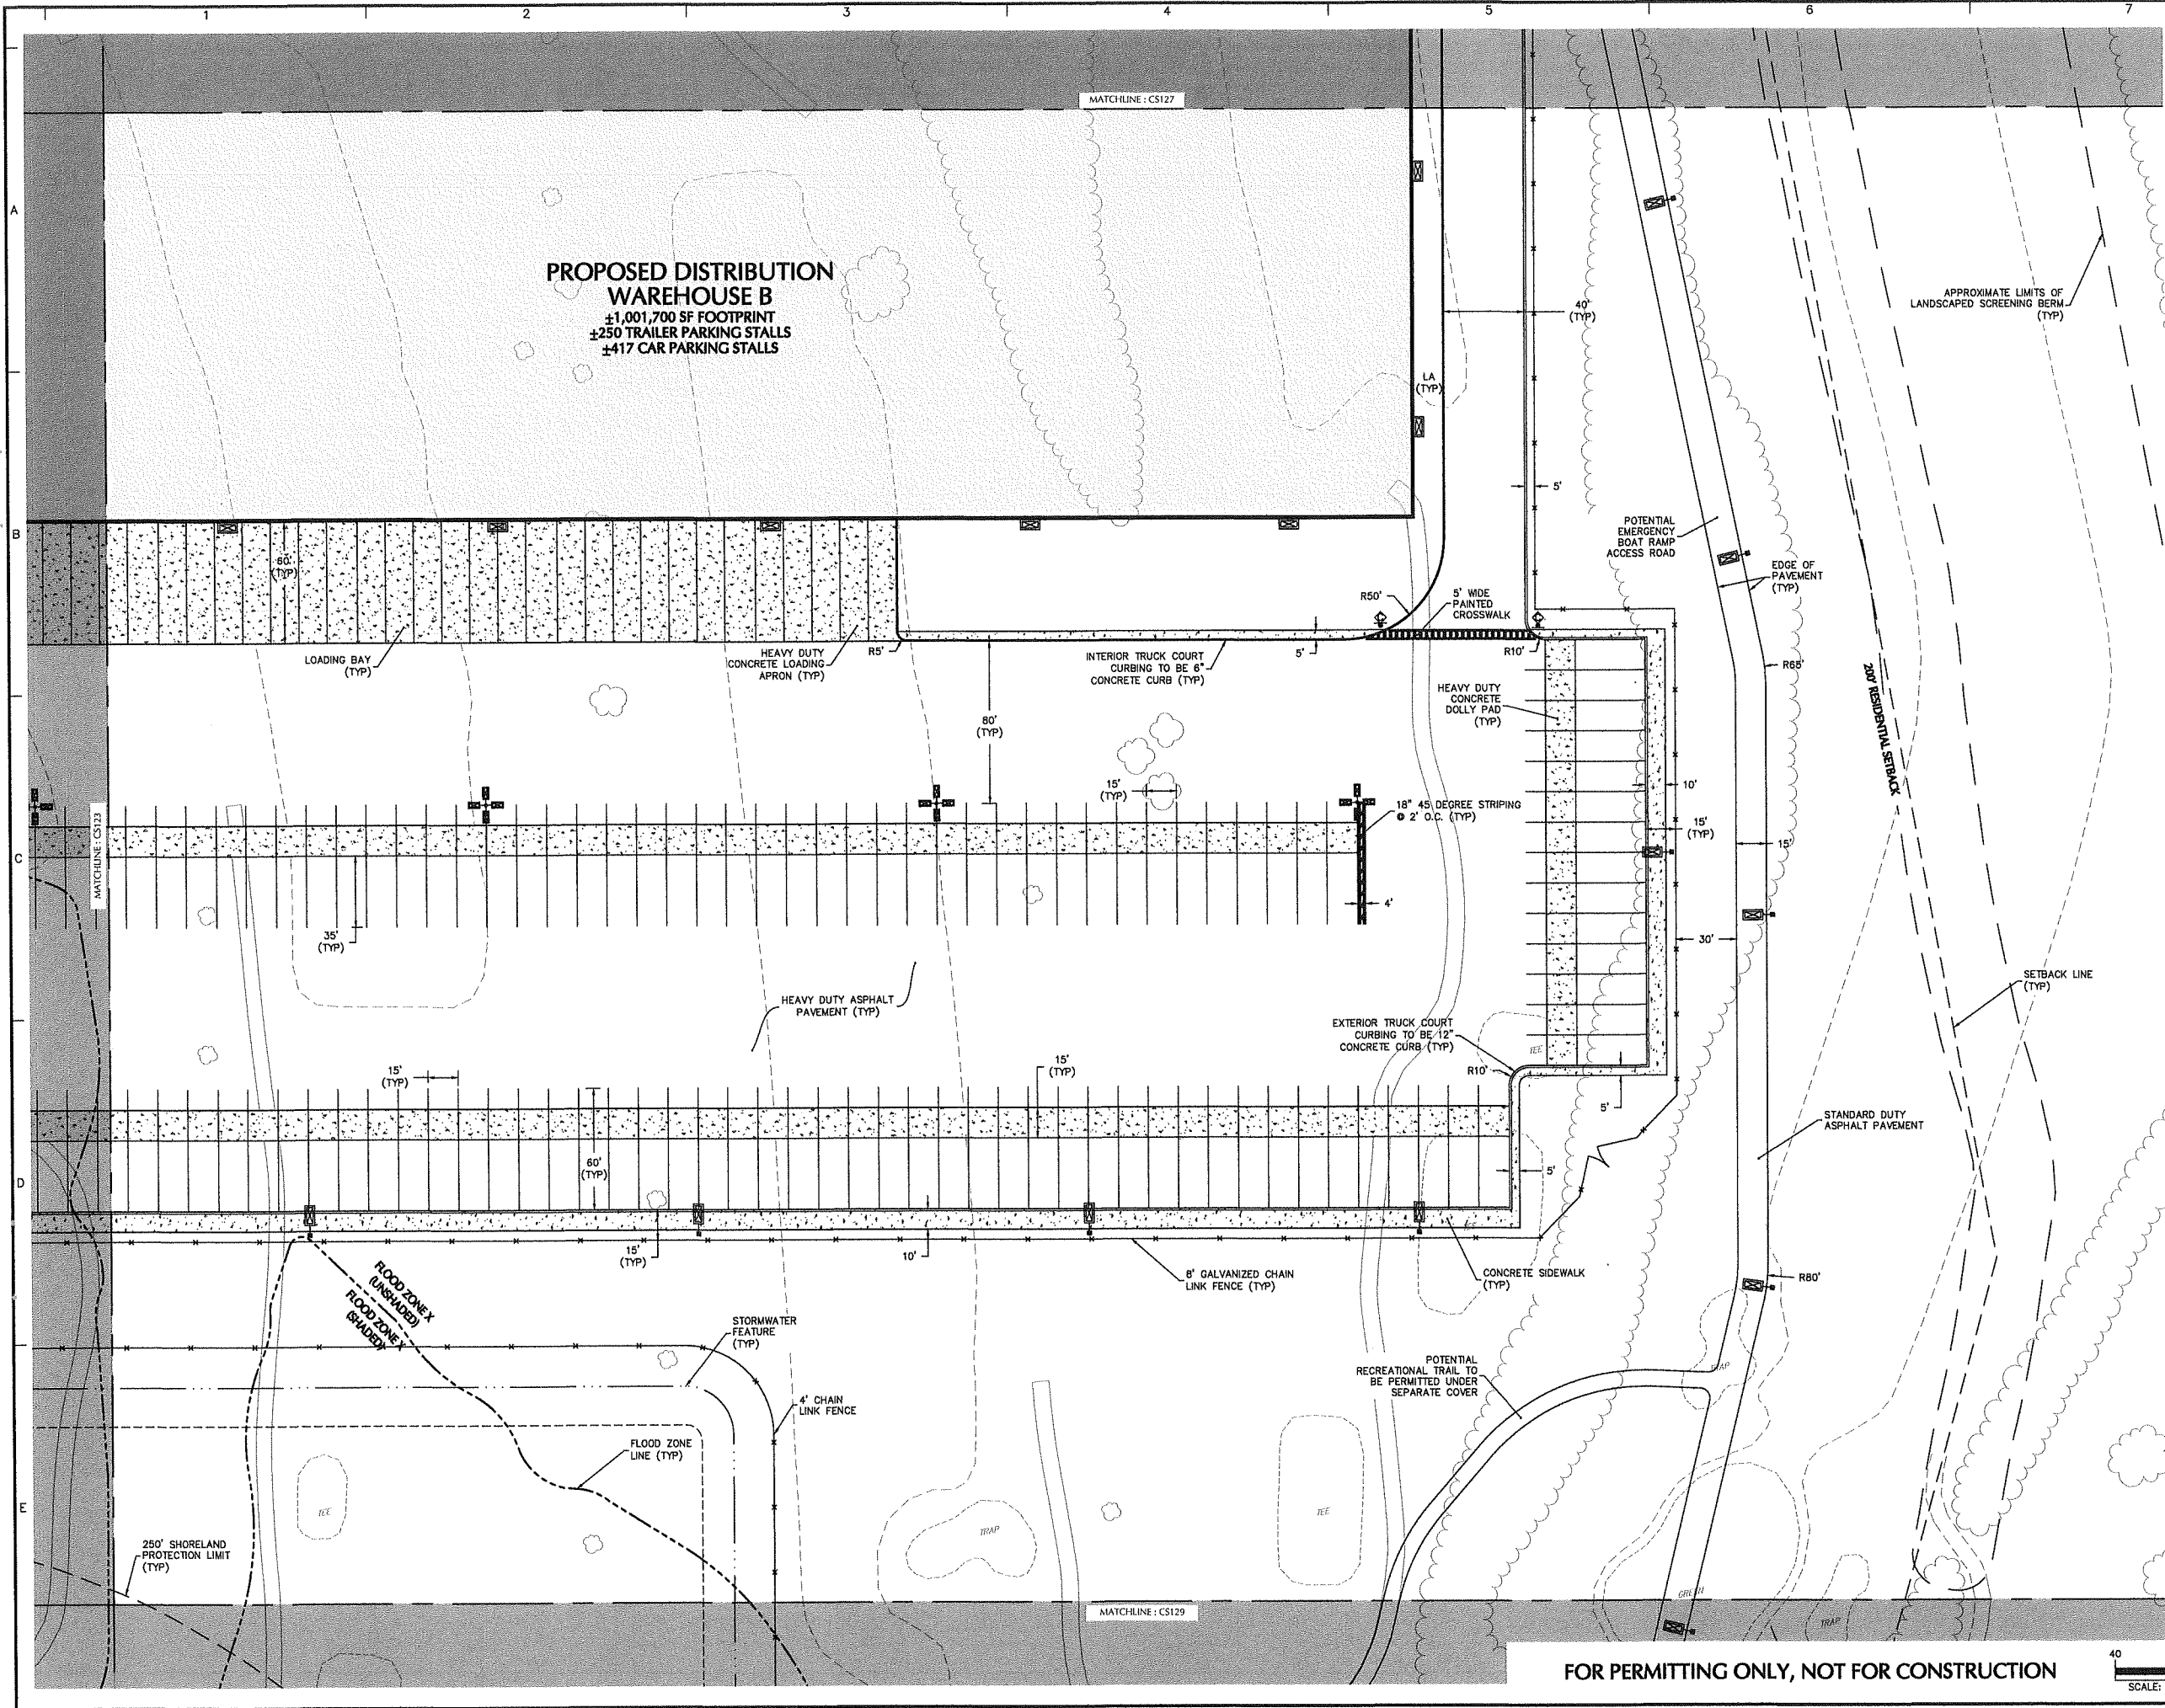 1
2
3
4
5
6
7
MATCHLINE : CS127
A
PROPOSED DISTRIBUTION
WAREHOUSE B
±1,001,700 SF FOOTPRINT
±250 TRAILER PARKING STALLS
±417 CAR PARKING STALLS
40'
(TYP)
APPROXIMATE LIMITS OF
LANDSCAPED SCREENING BERM
(TYP)
LA
(TYP)
5'
B
60'
(TYP)
POTENTIAL
EMERGENCY
BOAT RAMP
ACCESS ROAD
EDGE OF
PAVEMENT
(TYP)
R50'
5' WIDE
PAINTED
CROSSWALK
LOADING BAY
(TYP)
HEAVY DUTY
CONCRETE LOADING
APRON (TYP)
R5'
INTERIOR TRUCK COURT
CURBING TO BE 6"
CONCRETE CURB (TYP)
5'
R10'
R65'
200' RESIDENTIAL SETBACK
HEAVY DUTY
CONCRETE
DOLLY PAD
(TYP)
80'
(TYP)
15'
(TYP)
18" 45 DEGREE STRIPING
@ 2' O.C. (TYP)
10'
15'
(TYP)
15'
MATCHLINE : CS123
C
4'
35'
(TYP)
30'
SETBACK LINE
(TYP)
HEAVY DUTY ASPHALT
PAVEMENT (TYP)
EXTERIOR TRUCK COURT
CURBING TO BE 12"
CONCRETE CURB (TYP)
TEE
15'
(TYP)
15'
(TYP)
R10'
5'
STANDARD DUTY
ASPHALT PAVEMENT
60'
(TYP)
5'
D
15'
(TYP)
10'
8' GALVANIZED CHAIN
LINK FENCE (TYP)
CONCRETE SIDEWALK
(TYP)
R80'
FLOOD ZONE X
(UNSHADED)
FLOOD ZONE X
(SHADED)
STORMWATER
FEATURE
(TYP)
POTENTIAL
RECREATIONAL TRAIL TO
BE PERMITTED UNDER
SEPARATE COVER
4' CHAIN
LINK FENCE
FLOOD ZONE
LINE (TYP)
E
TEE
TRAP
TEE
250' SHORELAND
PROTECTION LIMIT
(TYP)
GREEN
TRAP
MATCHLINE : CS129
FOR PERMITTING ONLY, NOT FOR CONSTRUCTION
40
SCALE: